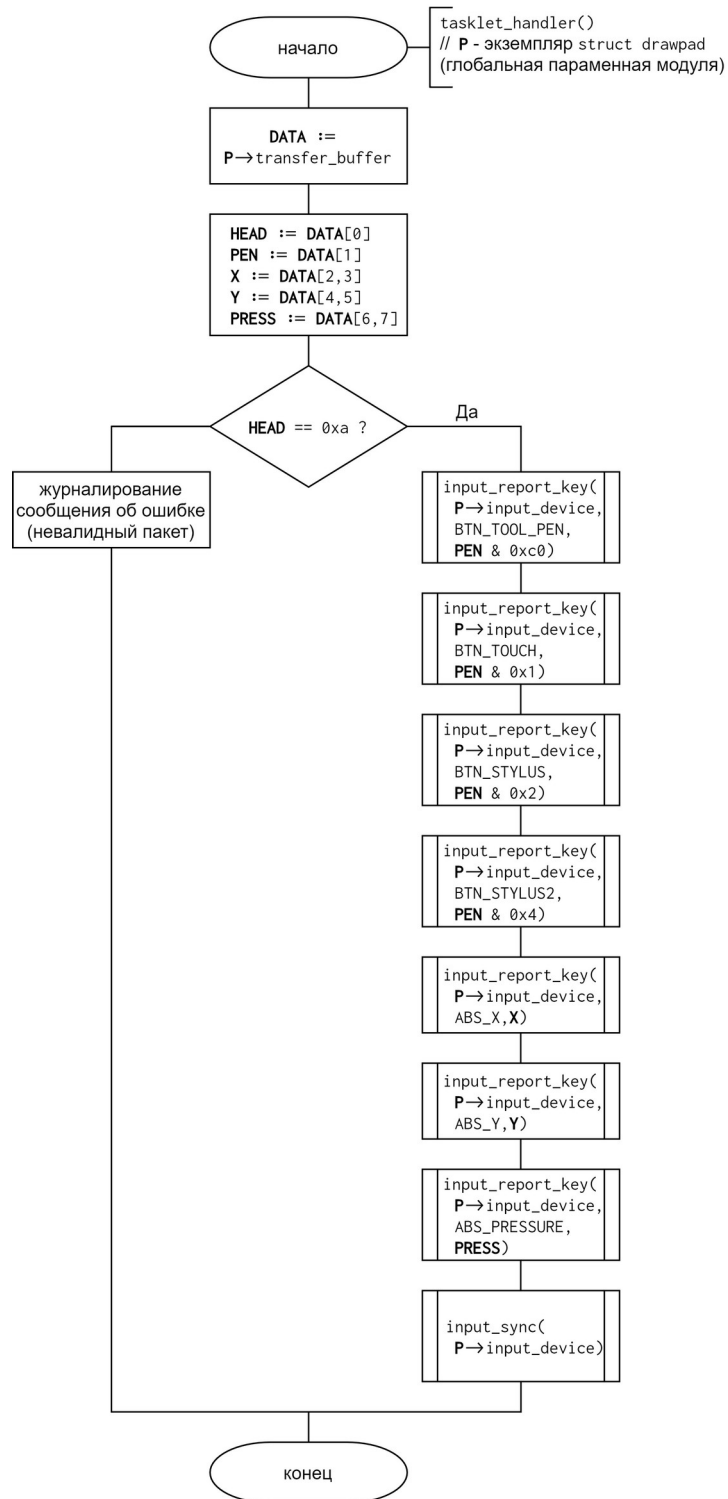 начало
tasklet_handler()
// P - экземпляр struct drawpad
(глобальная параменная модуля)
DATA :=
P→transfer_buffer
HEAD := DATA[0]
PEN := DATA[1]
X := DATA[2,3]
Y := DATA[4,5]
PRESS := DATA[6,7]
HEAD == 0xa ?
Да
журналирование
сообщения об ошибке
(невалидный пакет)
input_report_key(
P→input_device,
BTN_TOOL_PEN,
PEN & 0xc0)
input_report_key(
P→input_device,
BTN_TOUCH,
PEN & 0x1)
input_report_key(
P→input_device,
BTN_STYLUS,
PEN & 0x2)
input_report_key(
P→input_device,
BTN_STYLUS2,
PEN & 0x4)
input_report_key(
P→input_device,
ABS_X,X)
input_report_key(
P→input_device,
ABS_Y,Y)
input_report_key(
P→input_device,
ABS_PRESSURE,
PRESS)
input_sync(
P→input_device)
конец